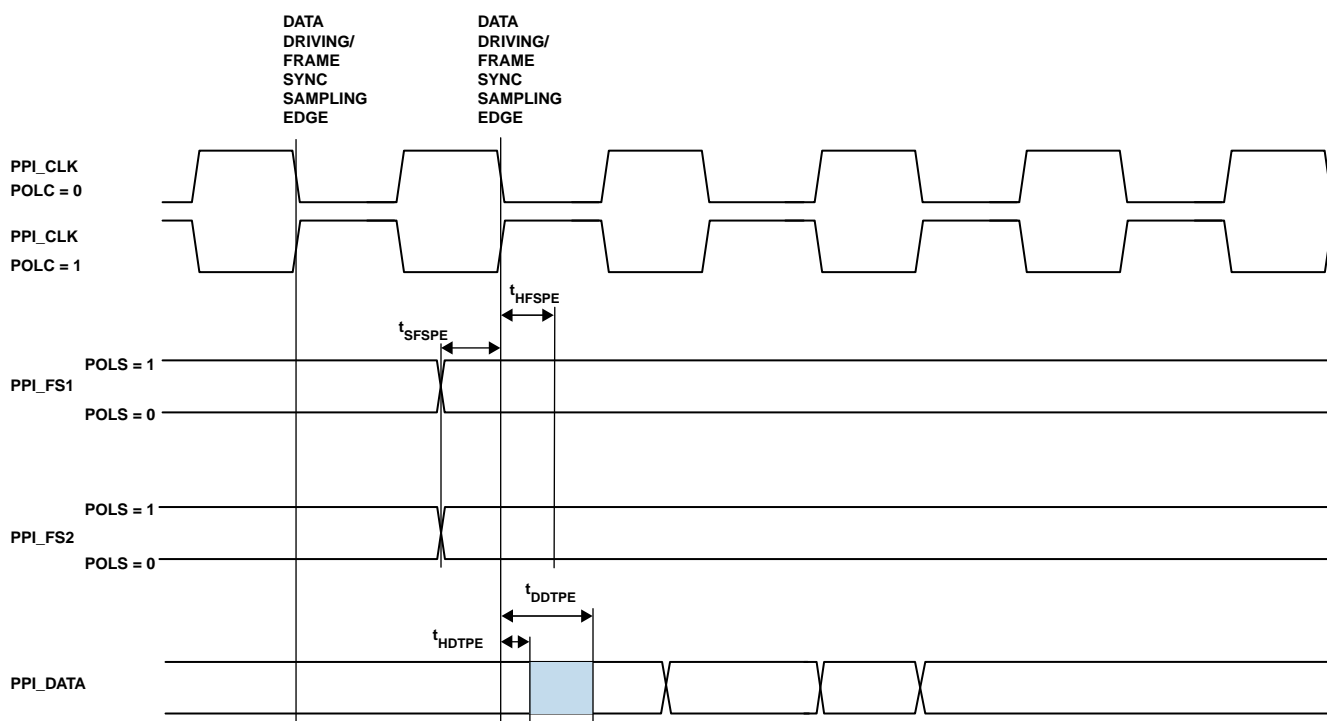 DATA
DRIVING/
FRAME
SYNC
SAMPLING
EDGE
DATA
DRIVING/
FRAME
SYNC
SAMPLING
EDGE
PPI_CLK
POLC = 0
PPI_CLK
POLC = 1
tHFSPE
tSFSPE
POLS = 1
PPI_FS1
POLS = 0
POLS = 1
PPI_FS2
POLS = 0
tDDTPE
tHDTPE
PPI_DATA